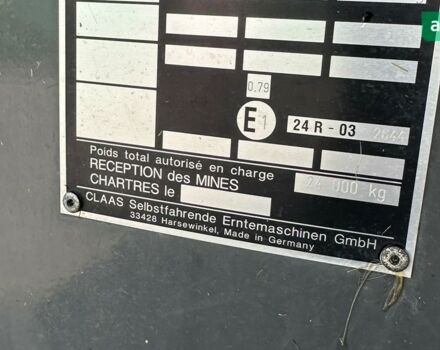 a
0.79
E1 24 R - 03 2644
Poids total autorisé en charge 24 000 kg
RECEPTION des MINES
CHARTRES le
CLAAS Selbstfahrende Erntemaschinen GmbH
33428 Harsewinkel, Made in Germany